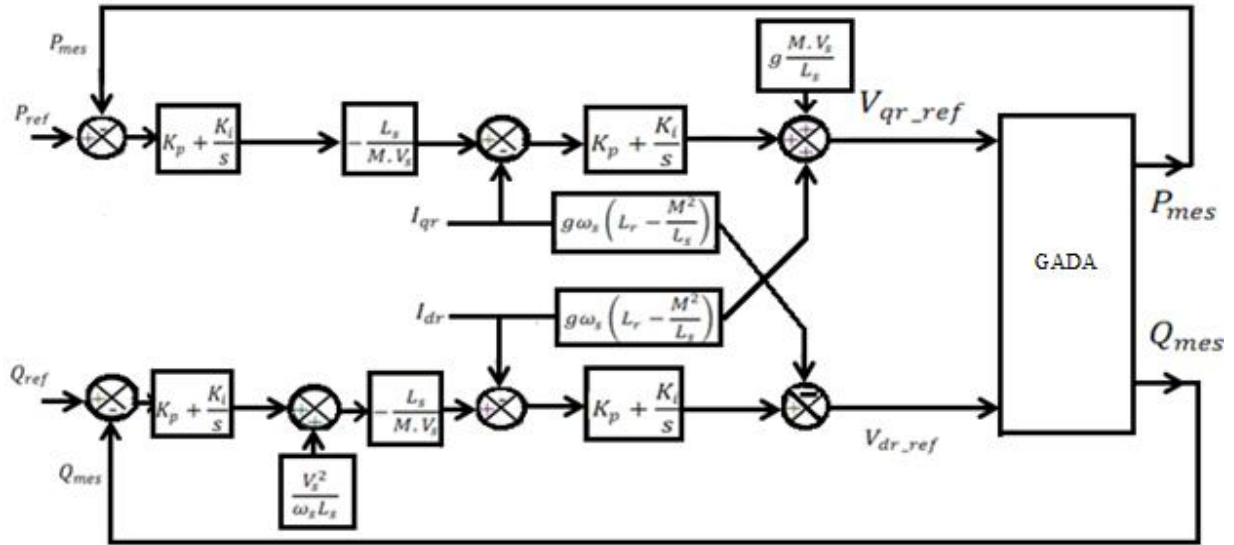 P_mes
g M.V_s / L_s
P_ref
K_p + K_i / s
- L_s / M.V_s
K_p + K_i / s
V_qr_ref
P_mes
I_qr
gω_s (L_r - M² / L_s)
GADA
I_dr
gω_s (L_r - M² / L_s)
Q_mes
Q_ref
K_p + K_i / s
- L_s / M.V_s
K_p + K_i / s
V_dr_ref
Q_mes
V_s² / ω_s L_s